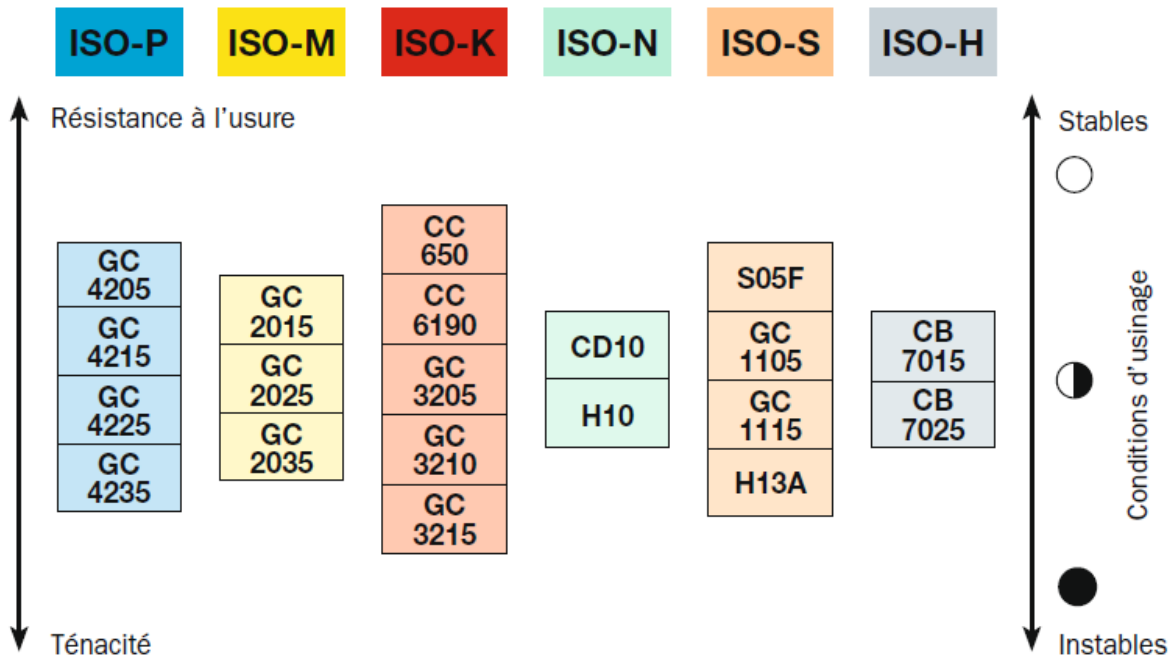 ISO-P
ISO-M
ISO-K
ISO-N
ISO-S
ISO-H
Résistance à l'usure
Stables
GC
4205
GC
4215
GC
4225
GC
4235
GC
2015
GC
2025
GC
2035
CC
650
CC
6190
GC
3205
GC
3210
GC
3215
CD10
H10
S05F
GC
1105
GC
1115
H13A
CB
7015
CB
7025
Conditions d'usinage
Ténacité
Instables